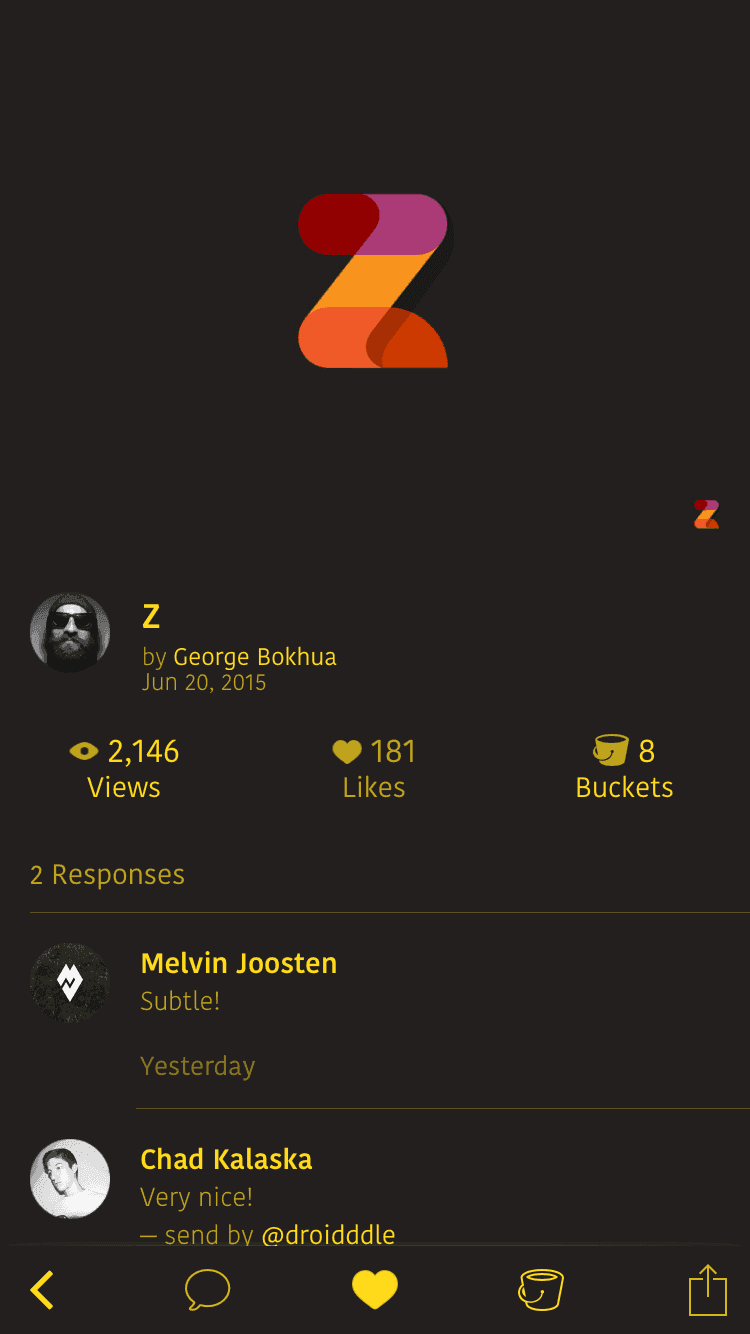 Z
Z
Z
by George Bokhua
Jun 20, 2015
2,146
Views
181
Likes
8
Buckets
2 Responses
Melvin Joosten
Subtle!
Yesterday
Chad Kalaska
Very nice!
— send by @droidddle